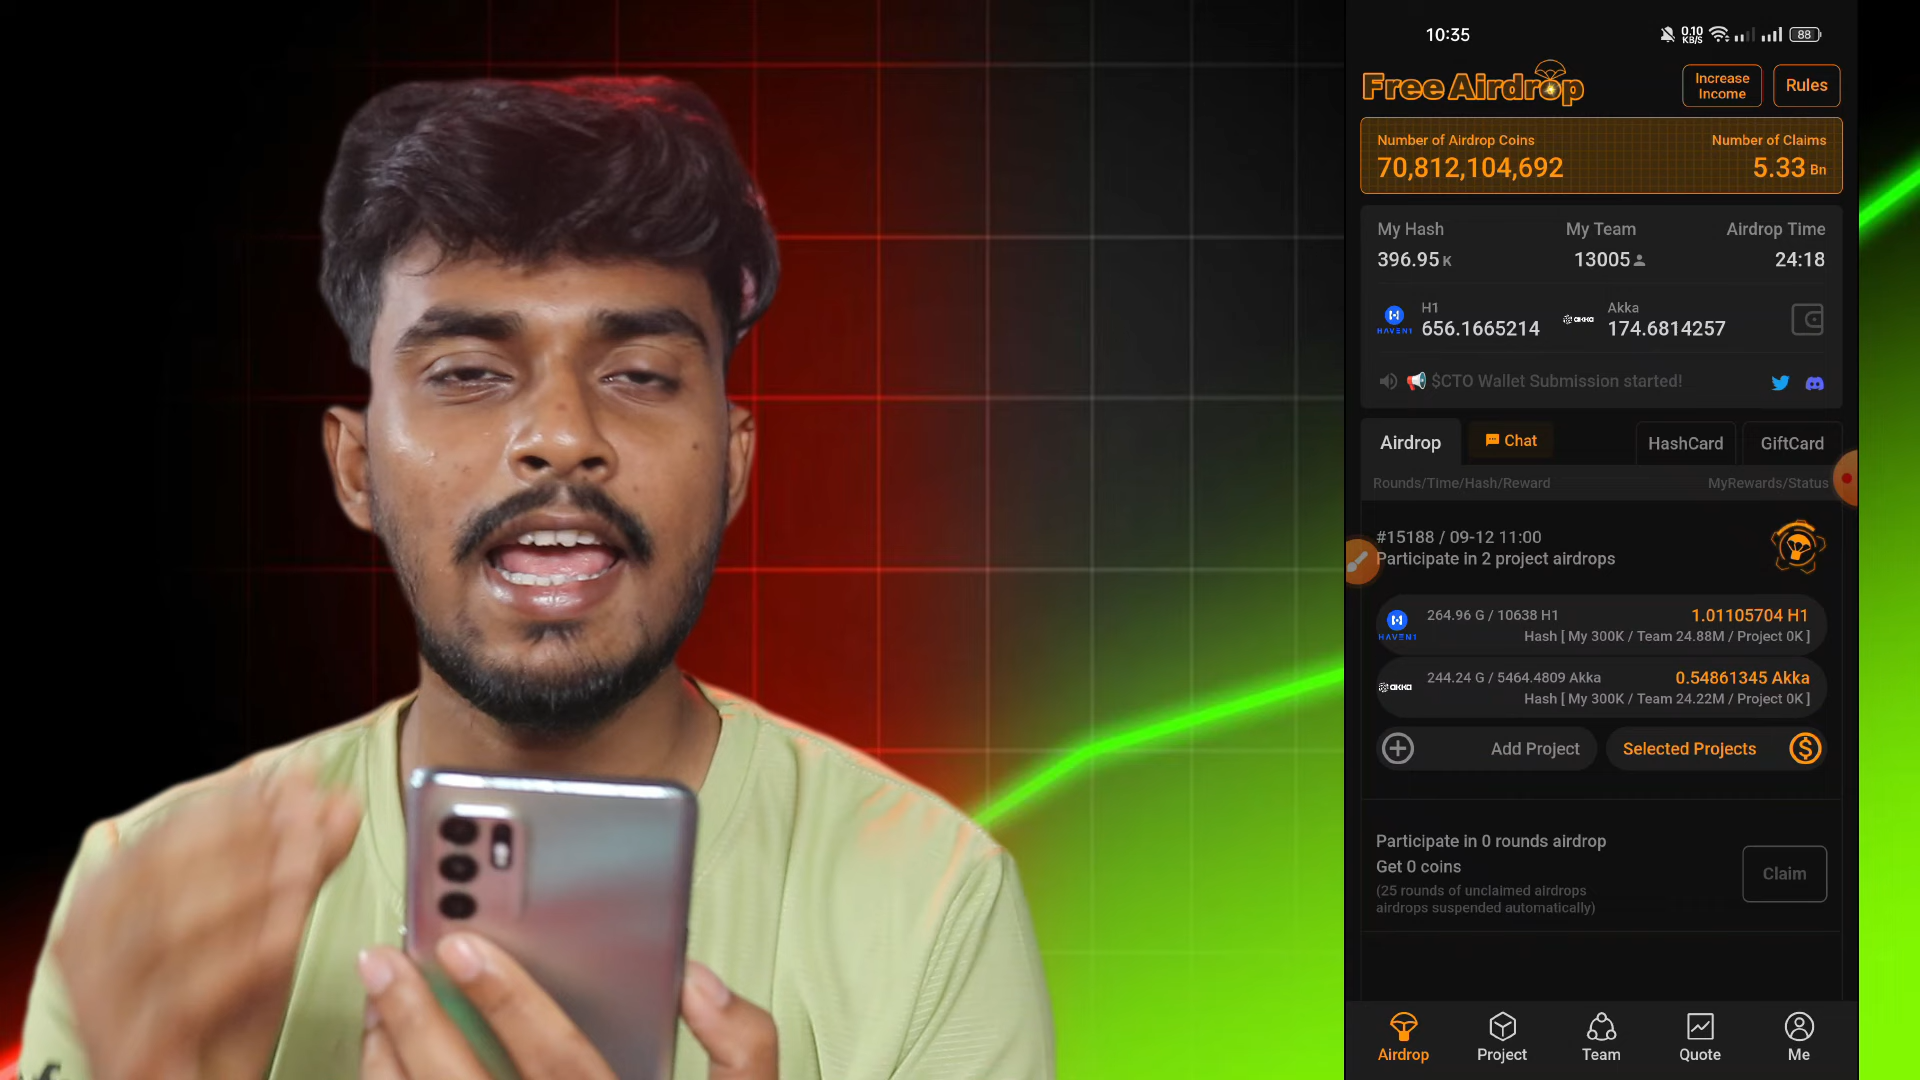 10:35
0.10 KB/S
88
Free Airdrop
Increase Income
Rules
Number of Airdrop Coins
Number of Claims
70,812,104,692
5.33 Bn
My Hash
My Team
Airdrop Time
396.95 K
13005
24:18
H1
Akka
HAVEN1
656.1665214
AKKA
174.6814257
$CTO Wallet Submission started!
Airdrop
Chat
HashCard
GiftCard
Rounds/Time/Hash/Reward
MyRewards/Status
#15188 / 09-12 11:00
Participate in 2 project airdrops
HAVEN1
264.96 G / 10638 H1
1.01105704 H1
Hash [ My 300K / Team 24.88M / Project 0K ]
AKKA
244.24 G / 5464.4809 Akka
0.54861345 Akka
Hash [ My 300K / Team 24.22M / Project 0K ]
Add Project
Selected Projects
Participate in 0 rounds airdrop
Get 0 coins
(25 rounds of unclaimed airdrops
airdrops suspended automatically)
Claim
Airdrop
Project
Team
Quote
Me